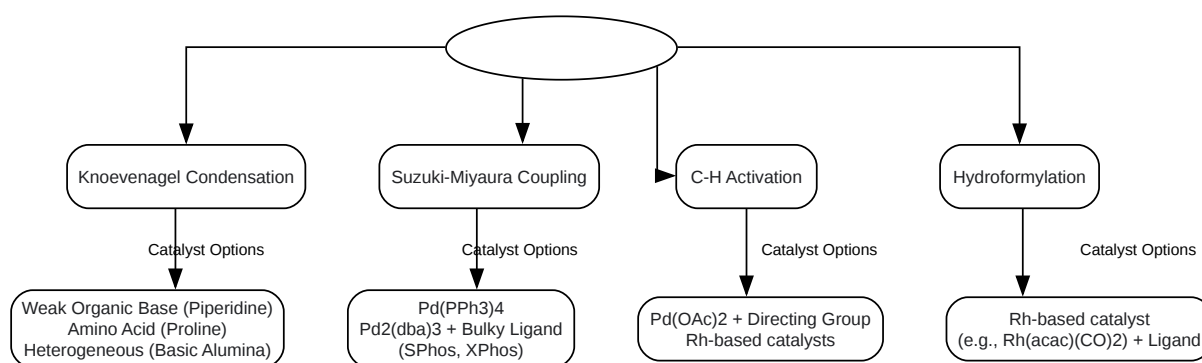 Knoevenagel Condensation
Suzuki-Miyaura Coupling
C-H Activation
Hydroformylation
Catalyst Options
Catalyst Options
Catalyst Options
Catalyst Options
Weak Organic Base (Piperidine)
Amino Acid (Proline)
Heterogeneous (Basic Alumina)
Pd(PPh3)4
Pd2(dba)3 + Bulky Ligand
(SPhos, XPhos)
Pd(OAc)2 + Directing Group
Rh-based catalysts
Rh-based catalyst
(e.g., Rh(acac)(CO)2) + Ligand